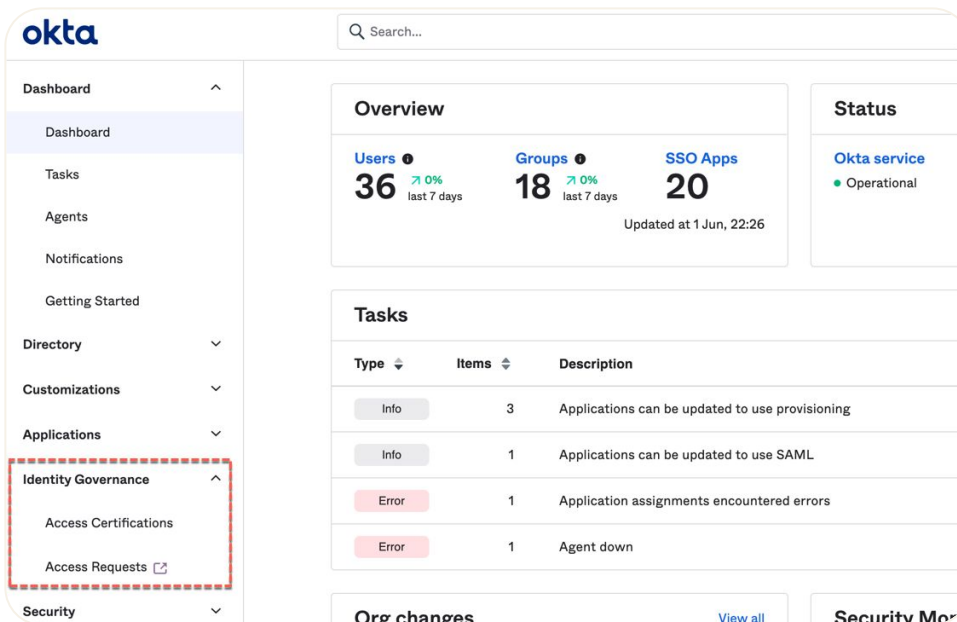 okta
Search...
Dashboard
Dashboard
Tasks
Agents
Notifications
Getting Started
Directory
Customizations
Applications
Identity Governance
Access Certifications
Access Requests
Security
Overview
Users Groups SSO Apps
36 0% last 7 days 18 0% last 7 days 20
Updated at 1 Jun, 22:26
Status
Okta service
Operational
Tasks
Type Items Description
Info 3 Applications can be updated to use provisioning
Info 1 Applications can be updated to use SAML
Error 1 Application assignments encountered errors
Error 1 Agent down
Org changes View all
Security